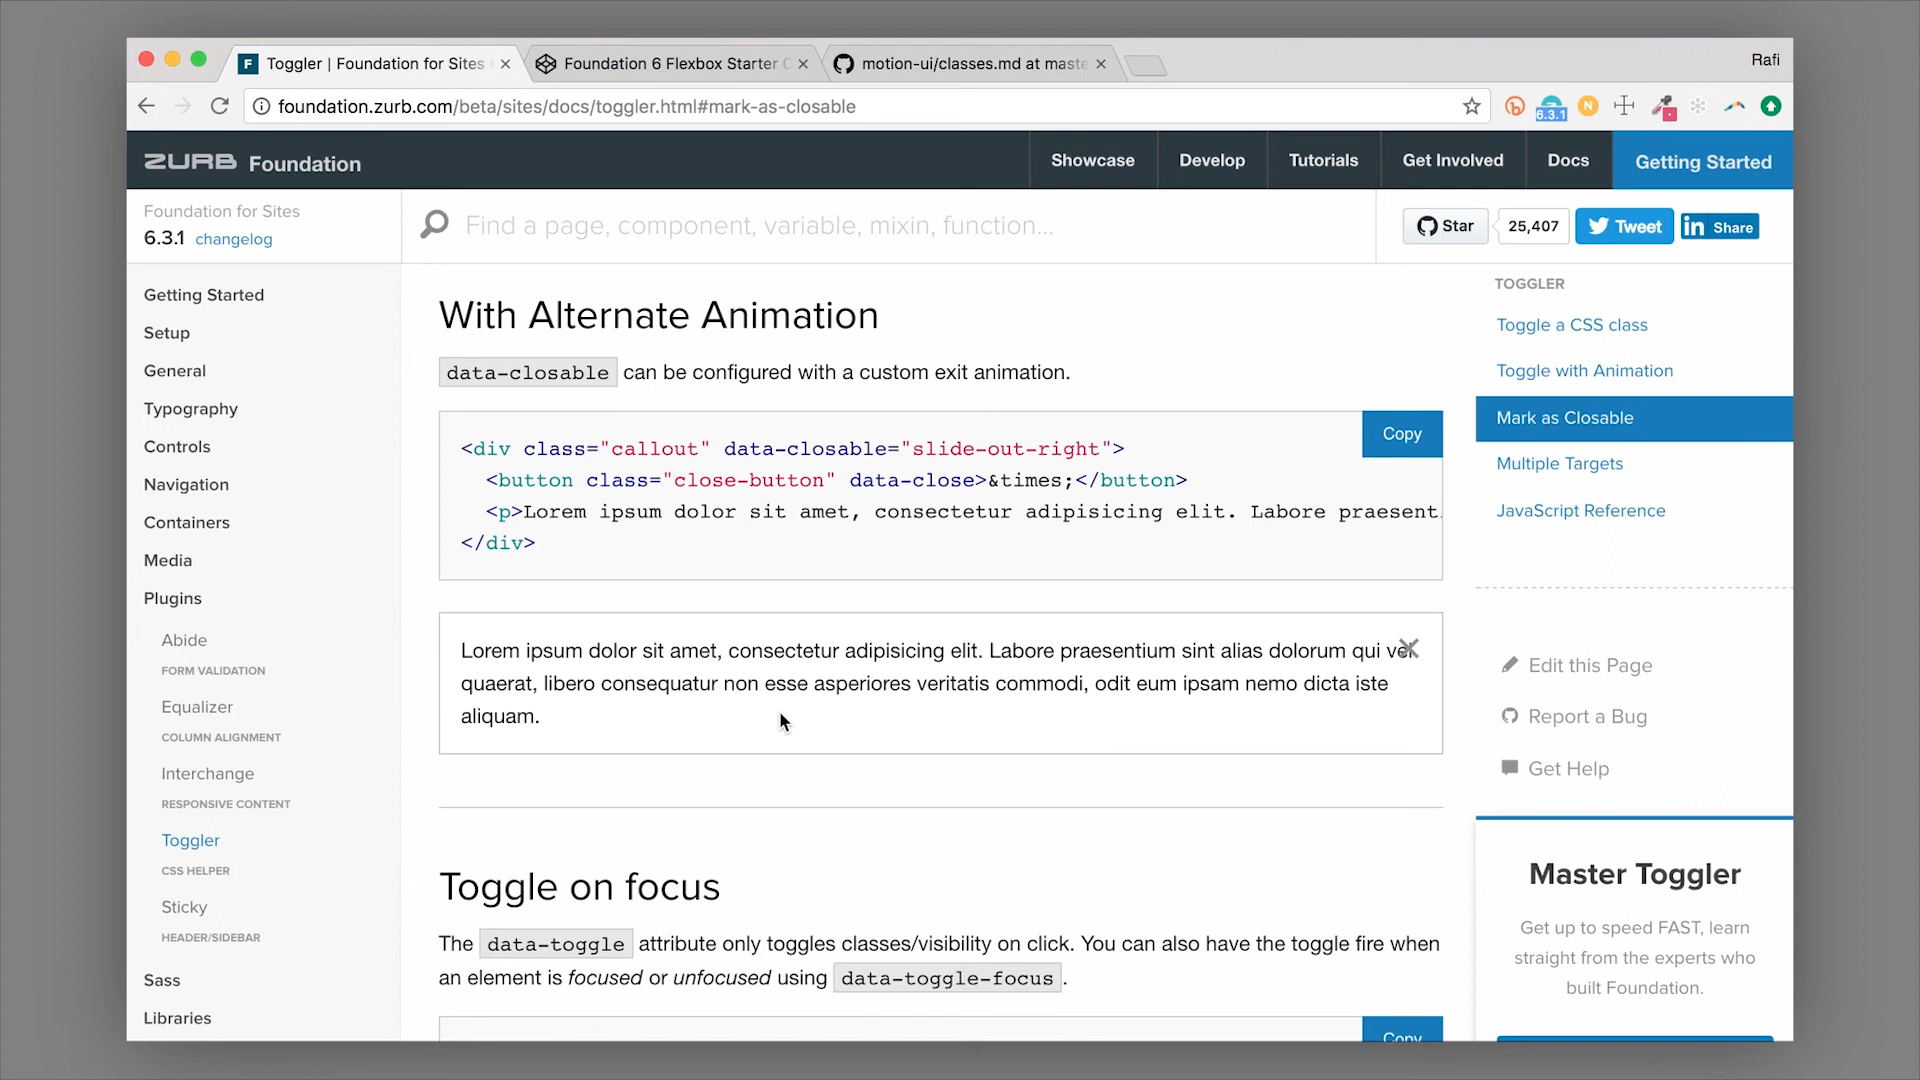 Toggler | Foundation for Sites
Foundation 6 Flexbox Starter
motion-ui/classes.md at maste
Rafi
foundation.zurb.com/beta/sites/docs/toggler.html#mark-as-closable
6.3.1
ZURB Foundation
Showcase
Develop
Tutorials
Get Involved
Docs
Getting Started
Foundation for Sites
6.3.1 changelog
Find a page, component, variable, mixin, function...
Star
25,407
Tweet
in Share
Getting Started
Setup
General
Typography
Controls
Navigation
Containers
Media
Plugins
Abide
FORM VALIDATION
Equalizer
COLUMN ALIGNMENT
Interchange
RESPONSIVE CONTENT
Toggler
CSS HELPER
Sticky
HEADER/SIDEBAR
Sass
Libraries
With Alternate Animation
data-closable can be configured with a custom exit animation.
Copy
<div class="callout" data-closable="slide-out-right">
<button class="close-button" data-close>&times;</button>
<p>Lorem ipsum dolor sit amet, consectetur adipisicing elit. Labore praesent
</div>
Lorem ipsum dolor sit amet, consectetur adipisicing elit. Labore praesentium sint alias dolorum qui vel
quaerat, libero consequatur non esse asperiores veritatis commodi, odit eum ipsam nemo dicta iste
aliquam.
Toggle on focus
The data-toggle attribute only toggles classes/visibility on click. You can also have the toggle fire when
an element is focused or unfocused using data-toggle-focus.
Copy
TOGGLER
Toggle a CSS class
Toggle with Animation
Mark as Closable
Multiple Targets
JavaScript Reference
Edit this Page
Report a Bug
Get Help
Master Toggler
Get up to speed FAST, learn
straight from the experts who
built Foundation.